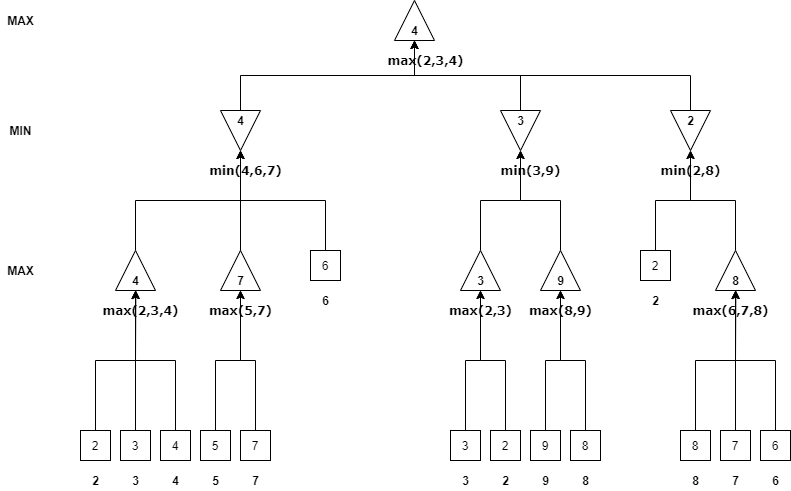 MAX
4
max(2,3,4)
MIN
4
3
2
min(4,6,7)
min(3,9)
min(2,8)
MAX
4
7
6
3
9
2
8
6
2
max(2,3,4)
max(5,7)
max(2,3)
max(8,9)
max(6,7,8)
2 3 4 5 7
3 2 9 8
8 7 6
2 3 4 5 7
3 2 9 8
8 7 6